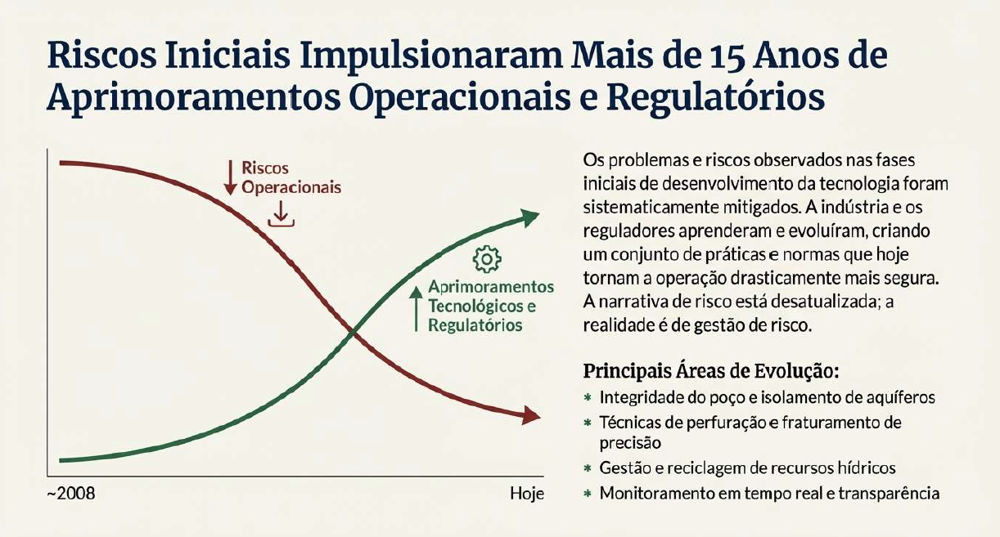 Riscos Iniciais Impulsionaram Mais de 15 Anos de
Aprimoramentos Operacionais e Regulatórios
Riscos
Operacionais
Aprimoramentos
Tecnológicos e
Regulatórios
~2008
Hoje
Os problemas e riscos observados nas fases
iniciais de desenvolvimento da tecnologia foram
sistematicamente mitigados. A indústria e os
reguladores aprenderam e evoluíram, criando
um conjunto de práticas e normas que hoje
tornam a operação drasticamente mais segura.
A narrativa de risco está desatualizada; a
realidade é de gestão de risco.
Principais Áreas de Evolução:
* Integridade do poço e isolamento de aquíferos
* Técnicas de perfuração e fraturamento de
precisão
* Gestão e reciclagem de recursos hídricos
* Monitoramento em tempo real e transparência